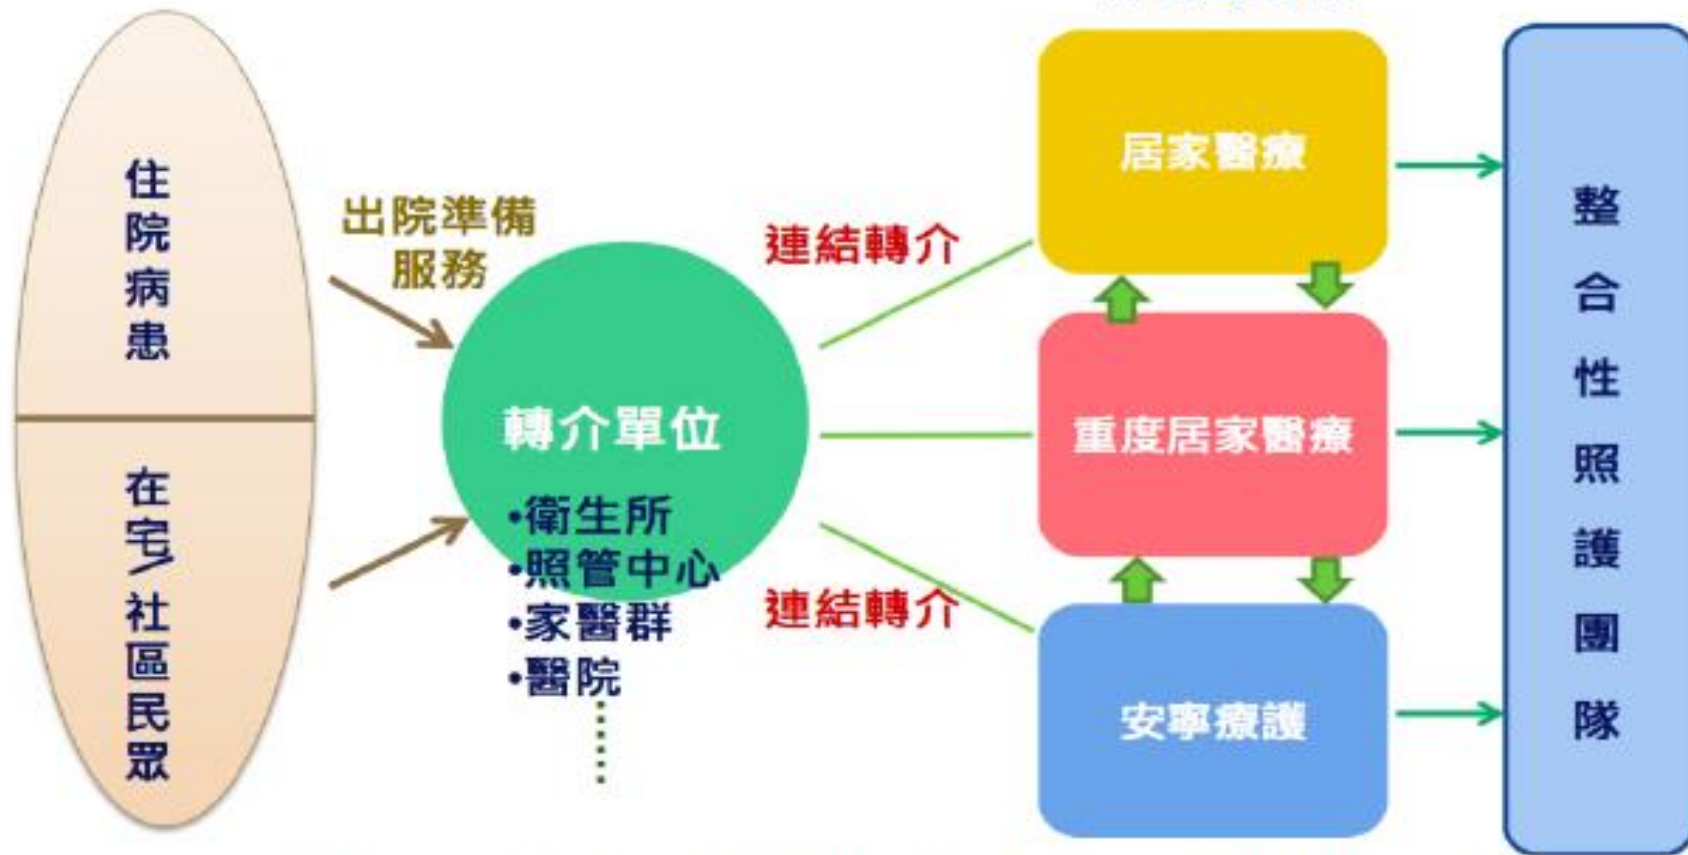 住院病患
在宅/社區民眾
出院準備
服務
轉介單位
•衛生所
•照管中心
•家醫群
•醫院
連結轉介
連結轉介
居家醫療
重度居家醫療
安寧療護
整合性照護團隊